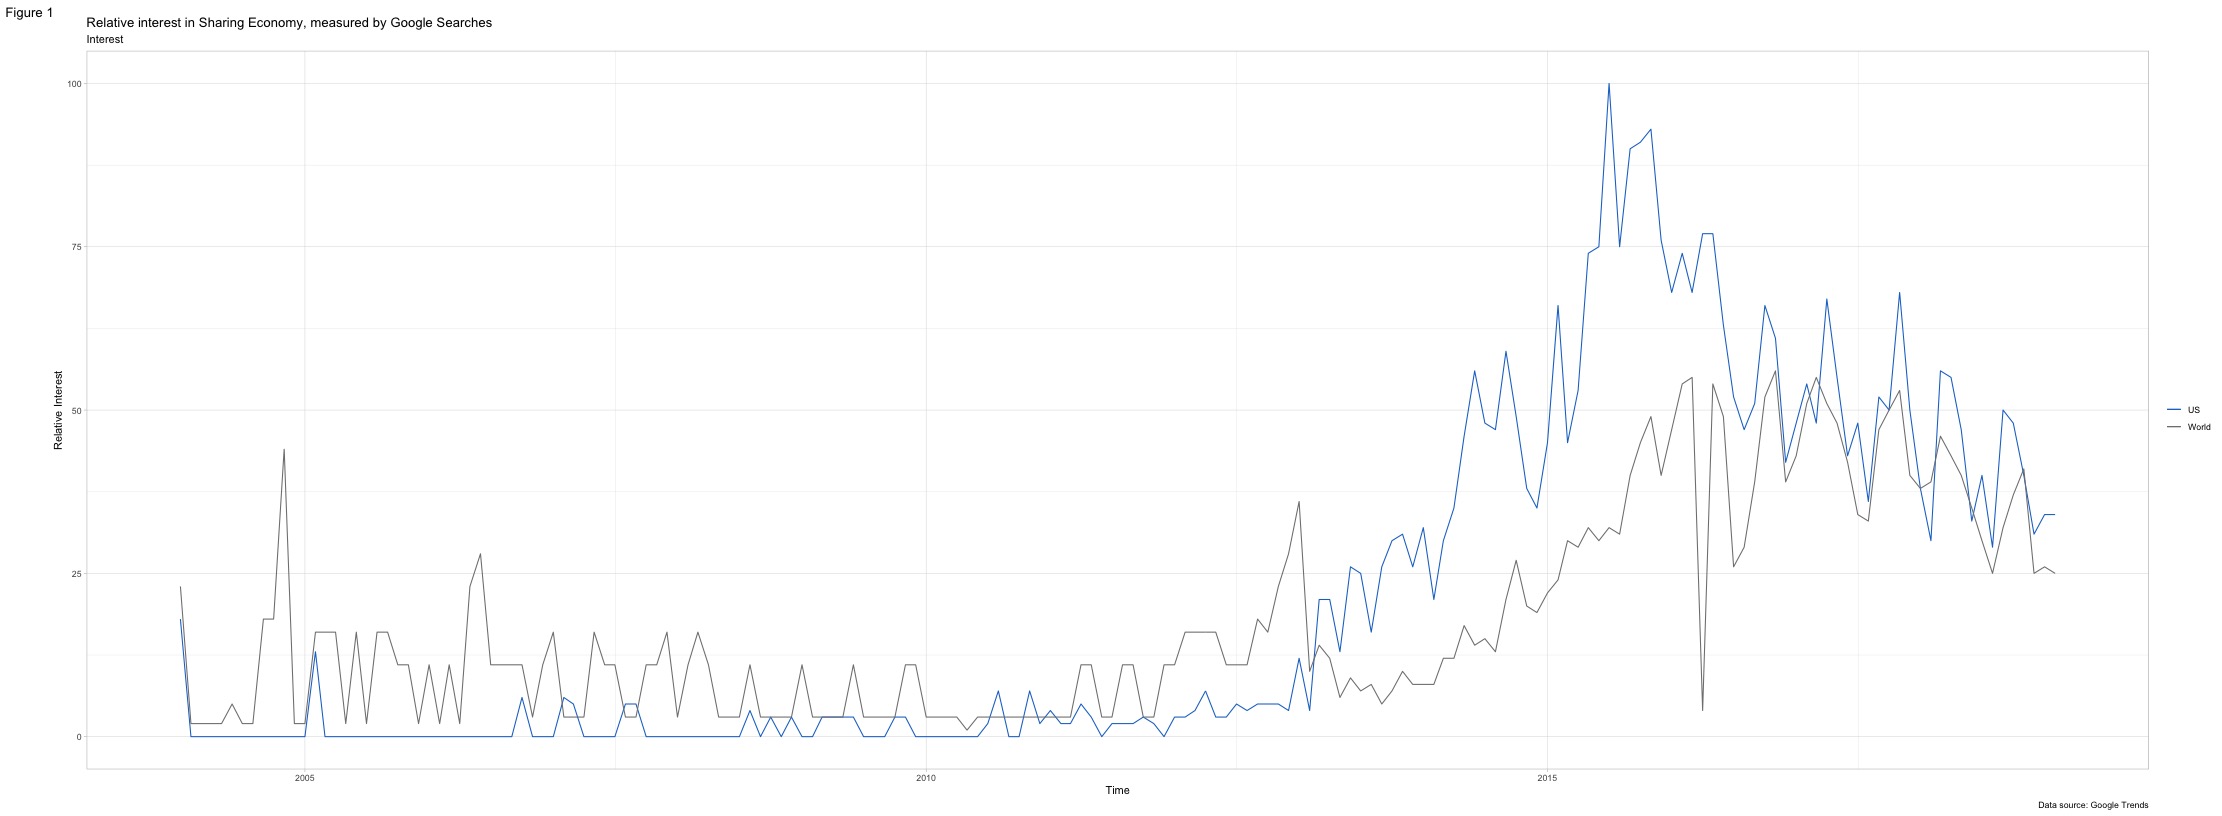 Figure 1
Relative interest in Sharing Economy, measured by Google Searches
Interest
100
75
50
25
0
Relative Interest
2005
2010
2015
Time
US
World
Data source: Google Trends